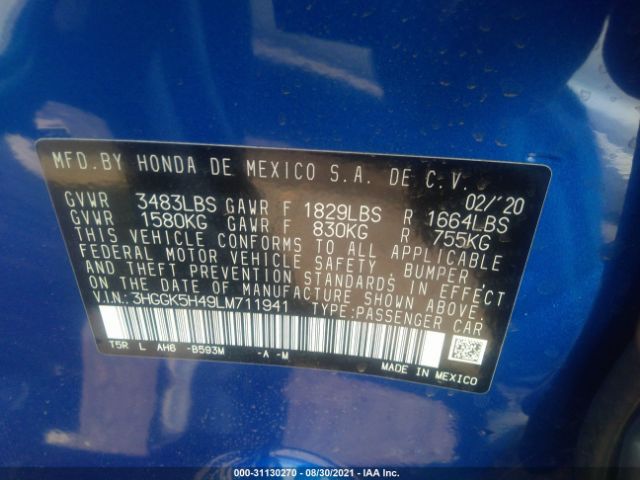 MFD. BY HONDA DE MEXICO S.A. DE C.V.
02/'20
GVWR 3483LBS GAWR F 1829LBS R 1664LBS
GVWR 1580KG GAWR F 830KG R 755KG
THIS VEHICLE CONFORMS TO ALL APPLICABLE
FEDERAL MOTOR VEHICLE SAFETY, BUMPER,
AND THEFT PREVENTION STANDARDS IN EFFECT
ON THE DATE OF MANUFACTURE SHOWN ABOVE.
V.I.N.: 3HGGK5H49LM711941 TYPE:PASSENGER CAR
T5R L AH6 -B593M -A -M
MADE IN MEXICO
000-31130270 - 08/30/2021 - IAA Inc.